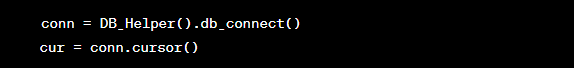 conn = DB_Helper().db_connect()
cur = conn.cursor()